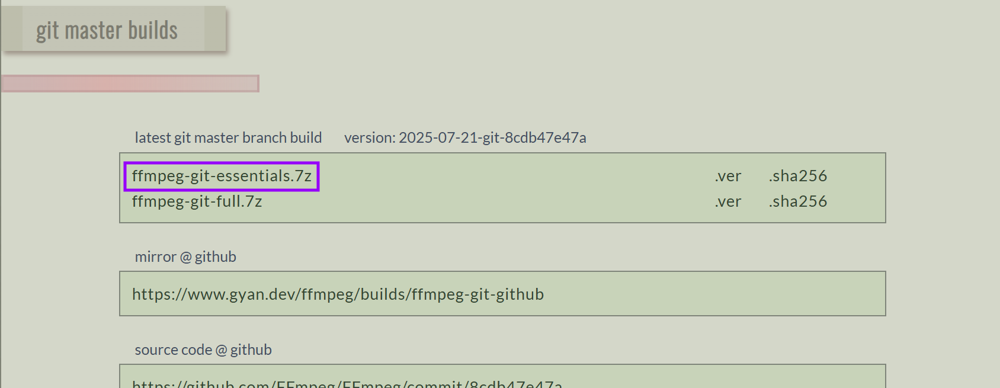 git master builds
latest git master branch build version: 2025-07-21-git-8cdb47e47a
ffmpeg-git-essentials.7z .ver .sha256
ffmpeg-git-full.7z .ver .sha256
mirror @ github
https://www.gyan.dev/ffmpeg/builds/ffmpeg-git-github
source code @ github
https://github.com/FFmpeg/FFmpeg/commit/8cdb47e47a